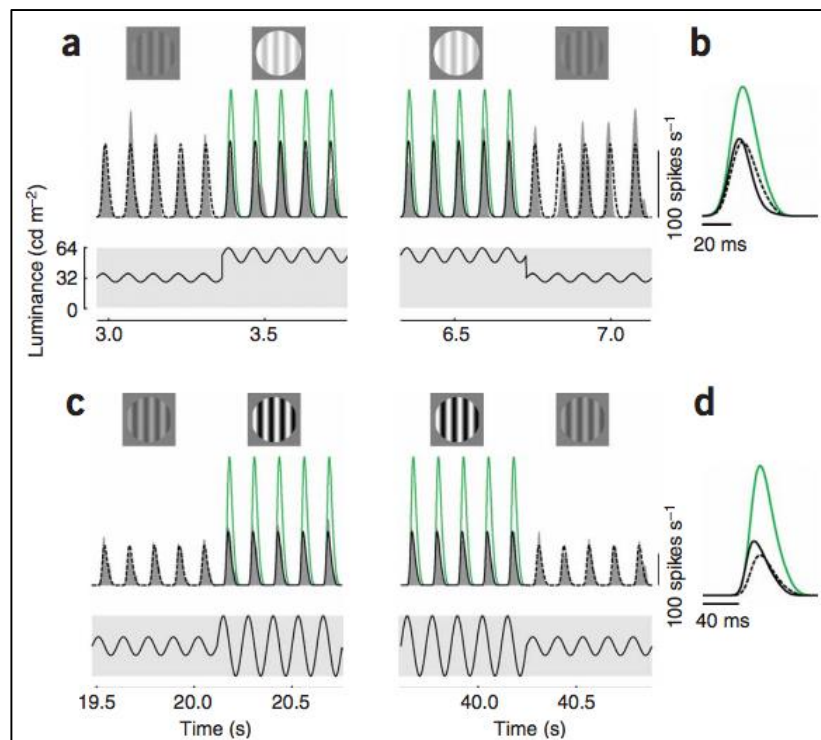 a
b
100 spikes s⁻¹
20 ms
Luminance (cd m⁻²)
64
32
0
3.0 3.5 6.5 7.0
c
d
100 spikes s⁻¹
40 ms
19.5 20.0 20.5 40.0 40.5
Time (s) Time (s)